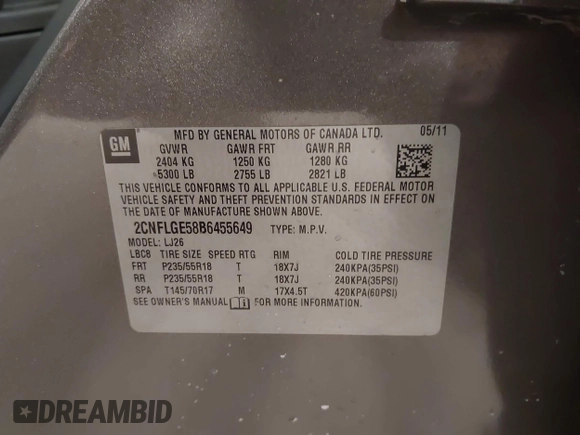 GM
MFD BY GENERAL MOTORS OF CANADA LTD. 05/11
GVWR GAWR FRT GAWR RR
2404 KG 1250 KG 1280 KG
5300 LB 2755 LB 2821 LB
THIS VEHICLE CONFORMS TO ALL APPLICABLE U.S. FEDERAL MOTOR
VEHICLE SAFETY AND THEFT PREVENTION STANDARDS IN EFFECT ON
THE DATE OF MANUFACTURE SHOWN ABOVE.
2CNFLGE58B6455649 TYPE: M.P.V.
MODEL: LJ26
LBC8 TIRE SIZE SPEED RTG RIM COLD TIRE PRESSURE
FRT P235/55R18 T 18X7J 240KPA(35PSI)
RR P235/55R18 T 18X7J 240KPA(35PSI)
SPA T145/70R17 M 17X4.5T 420KPA(60PSI)
SEE OWNER'S MANUAL FOR MORE INFORMATION.
DREAMBID